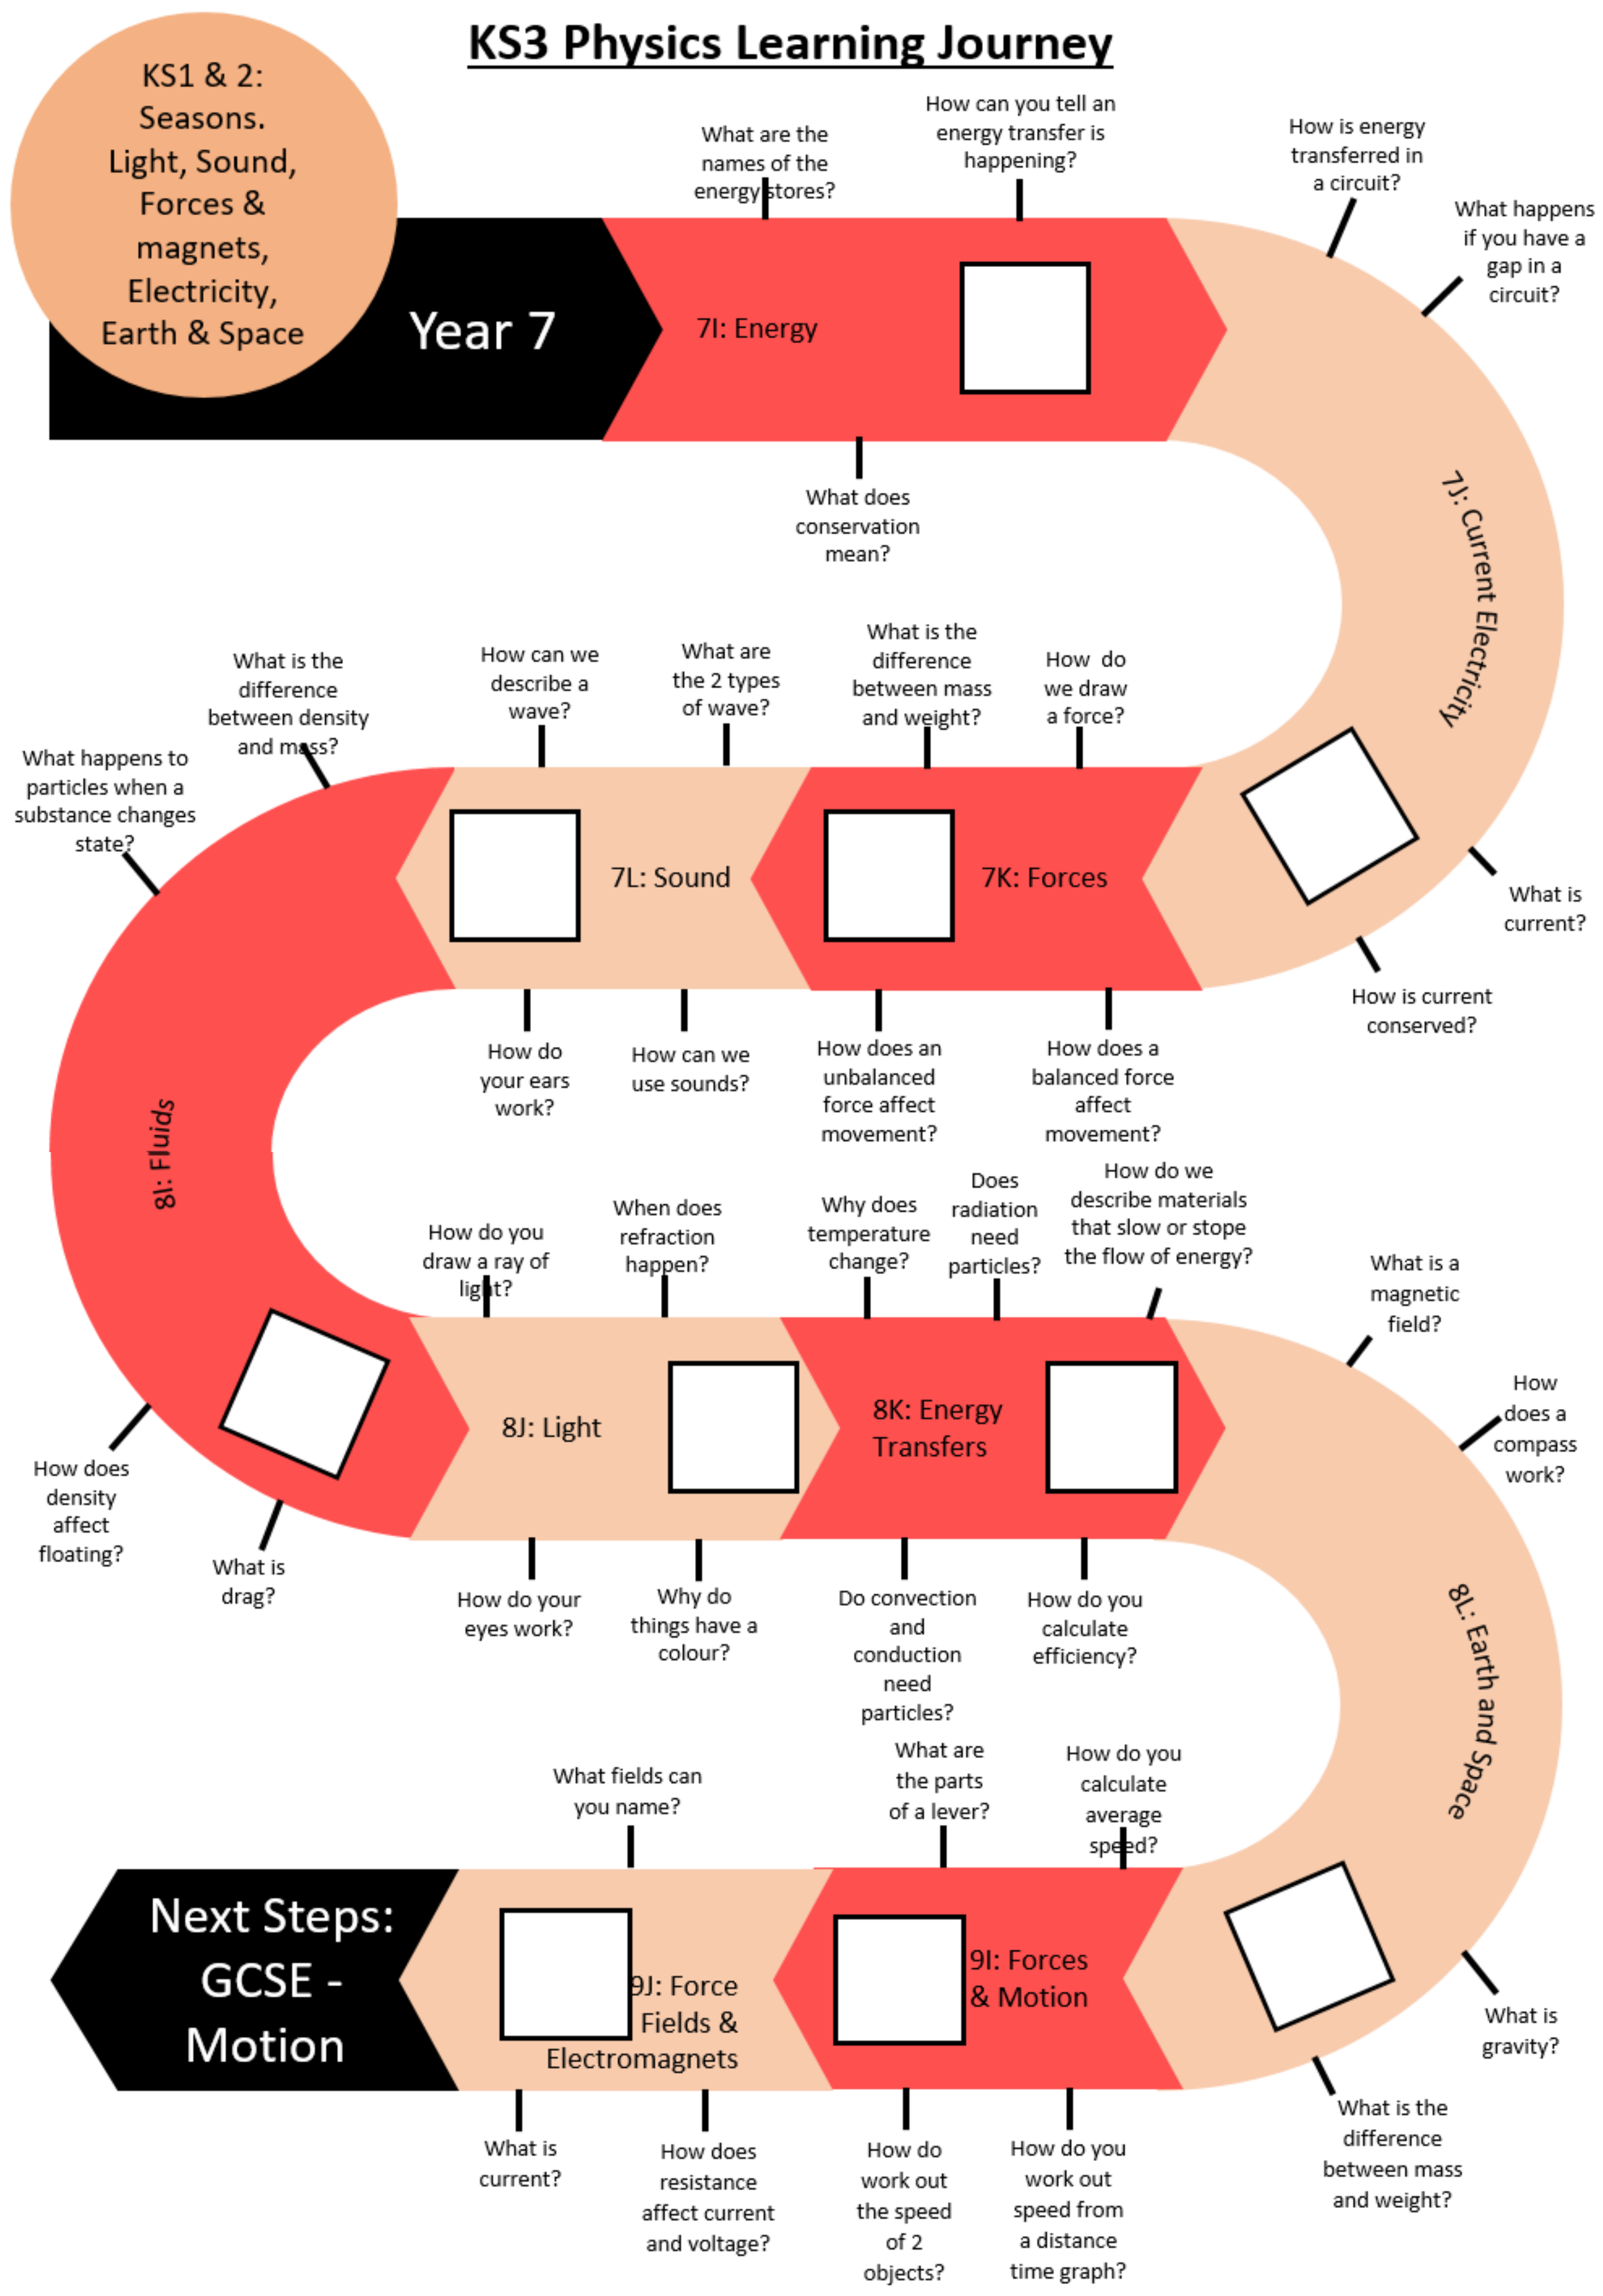 KS3 Physics Learning Journey
KS1 & 2:
Seasons.
Light, Sound,
Forces &
magnets,
Electricity,
Earth & Space
Year 7
What are the
names of the
energy stores?
How can you tell an
energy transfer is
happening?
7I: Energy
What does
conservation
mean?
How is energy
transferred in
a circuit?
What happens
if you have a
gap in a
circuit?
7J: Current Electricity
What is
current?
How is current
conserved?
How  do
we draw
a force?
What is the
difference
between mass
and weight?
7K: Forces
How does a
balanced force
affect
movement?
How does an
unbalanced
force affect
movement?
What are
the 2 types
of wave?
How can we
describe a
wave?
7L: Sound
How can we
use sounds?
How do
your ears
work?
What is the
difference
between density
and mass?
What happens to
particles when a
substance changes
state?
8I: Fluids
How does
density
affect
floating?
What is
drag?
How do you
draw a ray of
light?
When does
refraction
happen?
8J: Light
How do your
eyes work?
Why do
things have a
colour?
Why does
temperature
change?
Does
radiation
need
particles?
How do we
describe materials
that slow or stope
the flow of energy?
8K: Energy
Transfers
Do convection
and
conduction
need
particles?
How do you
calculate
efficiency?
What is a
magnetic
field?
How
does a
compass
work?
8L: Earth and Space
What is
gravity?
What is the
difference
between mass
and weight?
How do you
calculate
average
speed?
What are
the parts
of a lever?
9I: Forces
& Motion
How do you
work out
speed from
a distance
time graph?
How do
work out
the speed
of 2
objects?
What fields can
you name?
9J: Force
Fields &
Electromagnets
How does
resistance
affect current
and voltage?
What is
current?
Next Steps:
GCSE -
Motion